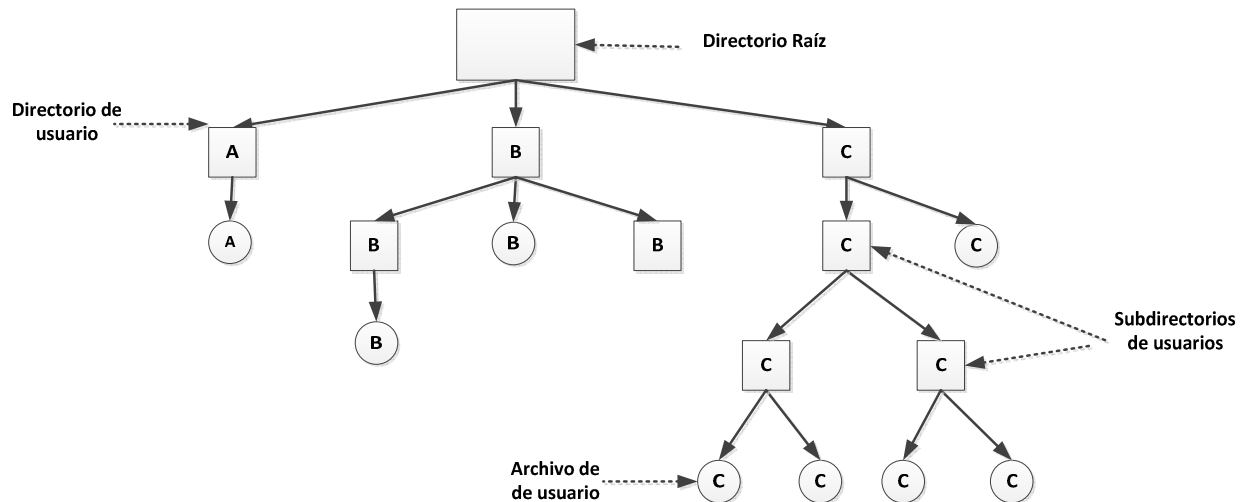 Directorio Raíz
Directorio de
usuario
A
B
C
A
B
B
B
C
C
B
Subdirectorios
de usuarios
C
C
Archivo de
de usuario
C
C
C
C